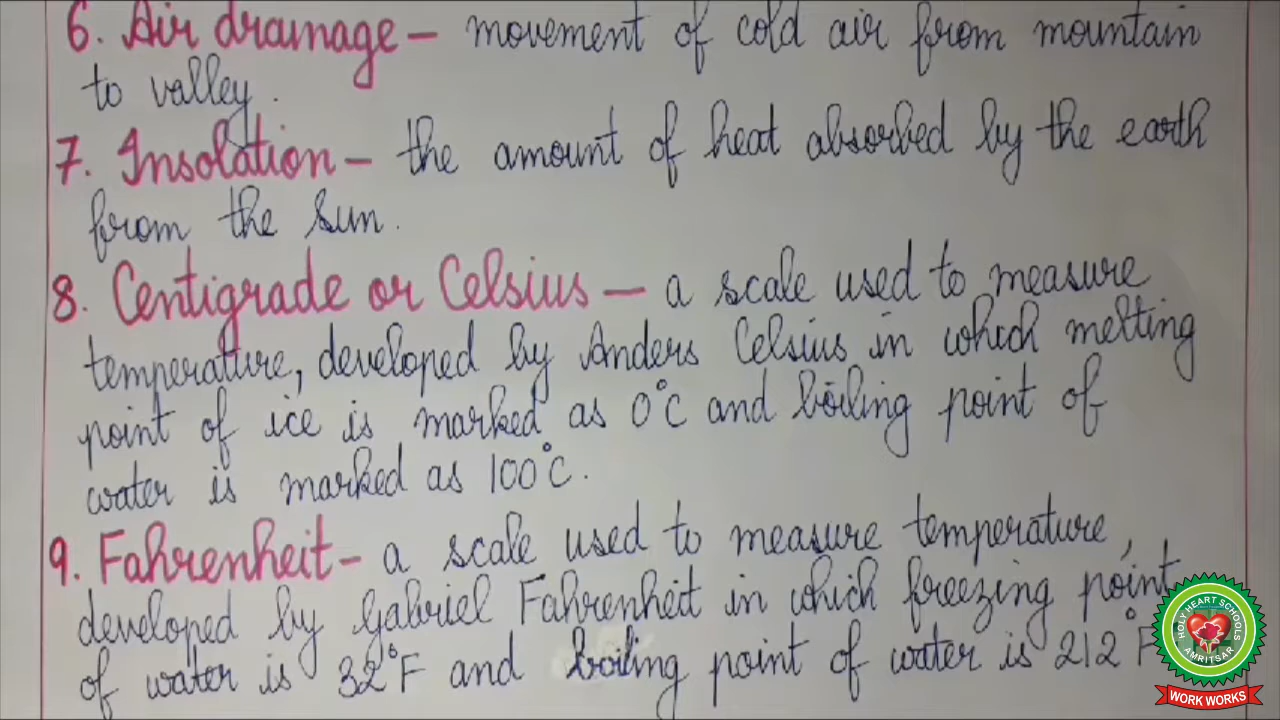 6. Air drainage - movement of cold air from mountain
to valley.
7. Insolation - the amount of heat absorbed by the earth
from the Sun.
8. Centigrade or Celsius - a scale used to measure
temperature, developed by Anders Celsius in which melting
point of ice is marked as 0°C and boiling point of
water is marked as 100°C.
9. Fahrenheit - a scale used to measure temperature,
developed by Gabriel Fahrenheit in which freezing point
of water is 32°F and boiling point of water is 212°F
HOLY HEART SCHOOLS
AMRITSAR
WORK WORKS